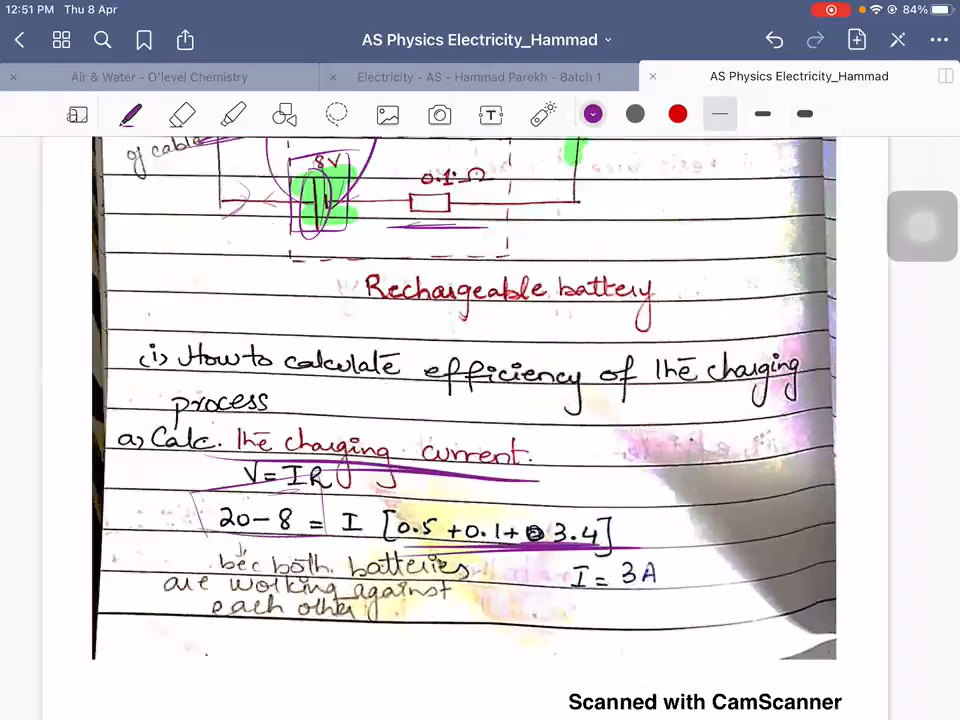 12:51 PM Thu 8 Apr
84%
AS Physics Electricity_Hammad
Air & Water - O'level Chemistry
Electricity - AS - Hammad Parekh - Batch 1
AS Physics Electricity_Hammad
of cable
8 V
0.1 Ω
Rechargeable battery
(i) How to calculate efficiency of the charging
process
a) Calc. the charging current.
V = IR
20 - 8 = I [0.5 + 0.1 + 3.4]
bec both batteries
are working against
each other
I = 3A
Scanned with CamScanner